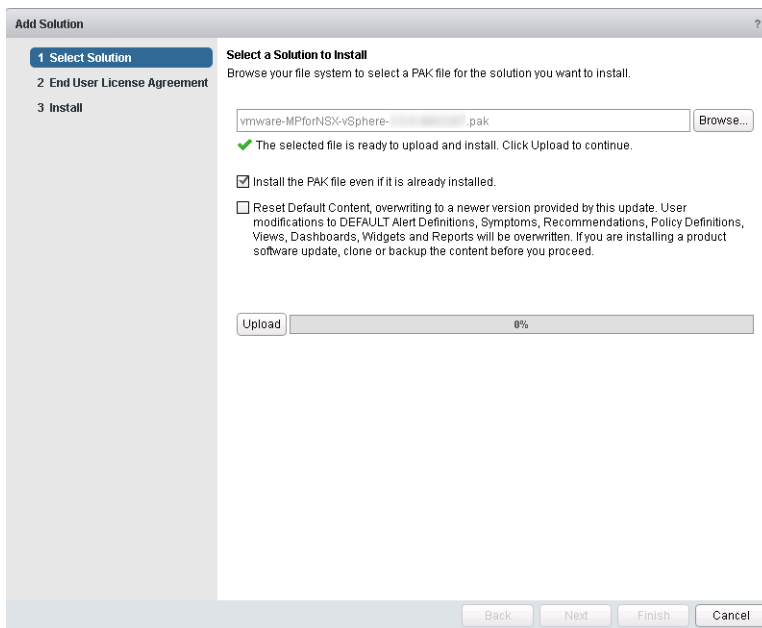 Add Solution
?
1 Select Solution
2 End User License Agreement
3 Install
Select a Solution to Install
Browse your file system to select a PAK file for the solution you want to install.
vmware-MPforNSX-vSphere- .pak
Browse...
The selected file is ready to upload and install. Click Upload to continue.
Install the PAK file even if it is already installed.
Reset Default Content, overwriting to a newer version provided by this update. User
modifications to DEFAULT Alert Definitions, Symptoms, Recommendations, Policy Definitions,
Views, Dashboards, Widgets and Reports will be overwritten. If you are installing a product
software update, clone or backup the content before you proceed.
Upload
0%
Back
Next
Finish
Cancel